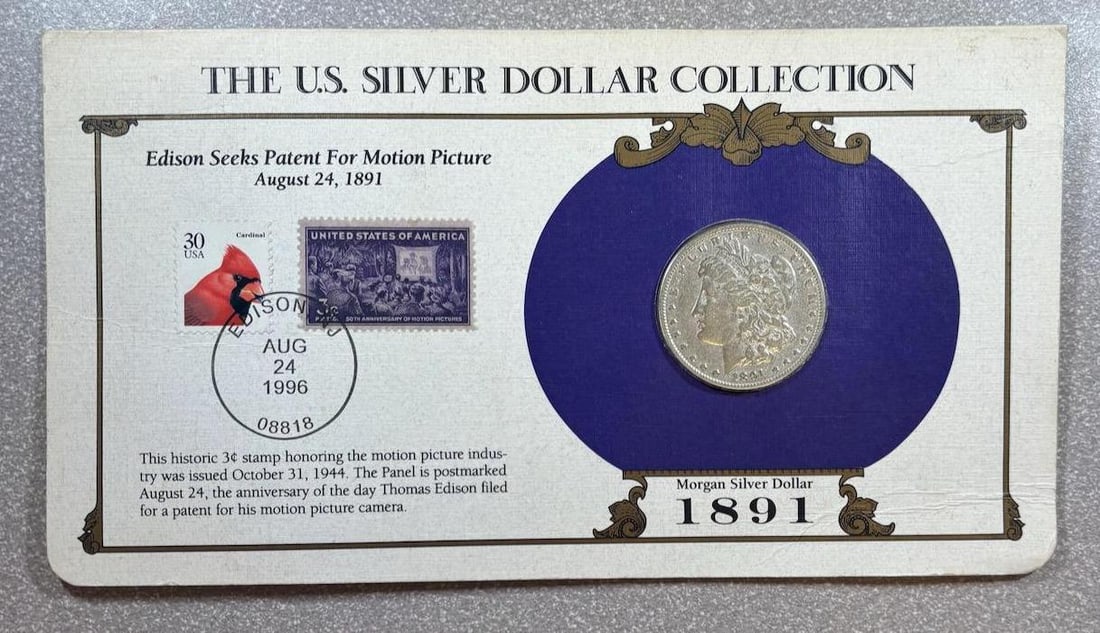 THE U.S. SILVER DOLLAR COLLECTION
Edison Seeks Patent For Motion Picture
August 24, 1891
30
USA
Cardinal
UNITED STATES OF AMERICA
3¢
50TH ANNIVERSARY OF MOTION PICTURES
EDISON, NJ
AUG
24
1996
08818
This historic 3¢ stamp honoring the motion picture indus-
try was issued October 31, 1944. The Panel is postmarked
August 24, the anniversary of the day Thomas Edison filed
for a patent for his motion picture camera.
1891
Morgan Silver Dollar
1891